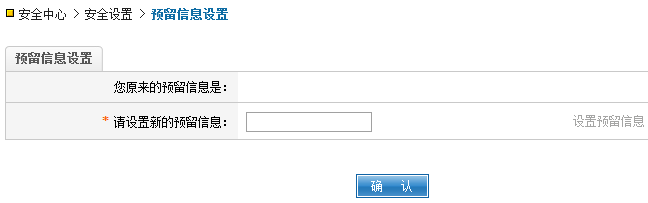 安全中心 > 安全设置 > 预留信息设置
预留信息设置
您原来的预留信息是：
* 请设置新的预留信息： 设置预留信息
确 认